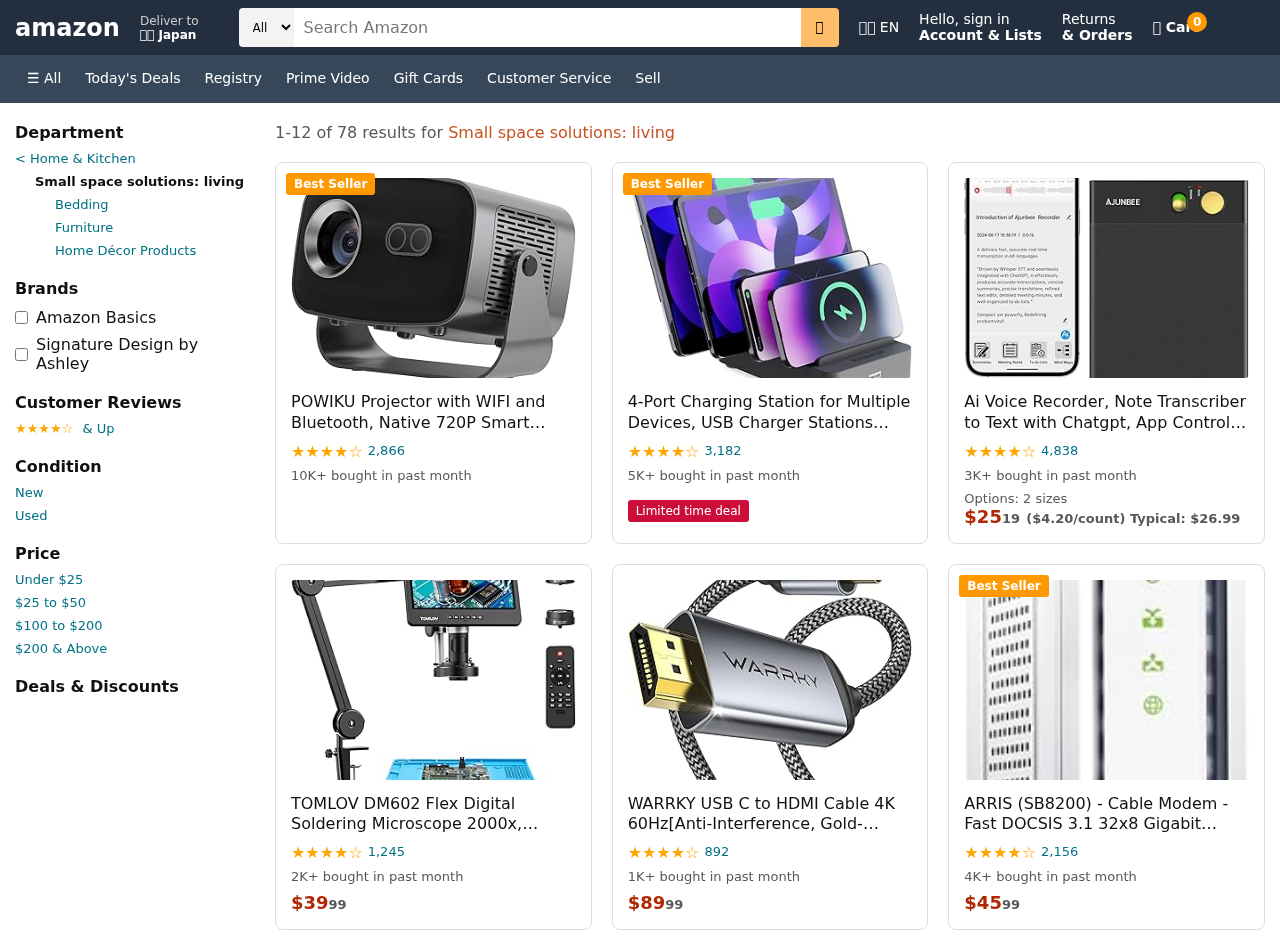 amazon
Deliver to
Japan
All
Search Amazon
EN
Hello, sign in
Account & Lists
Returns
& Orders
0
☰ All
Today's Deals
Registry
Prime Video
Gift Cards
Customer Service
Sell
Department
< Home & Kitchen
Small space solutions: living
Bedding
Furniture
Home Décor Products
Brands
Amazon Basics
Signature Design by
Ashley
Customer Reviews
★★★★☆ & Up
Condition
New
Used
Price
Under $25
$25 to $50
$100 to $200
$200 & Above
Deals & Discounts
1-12 of 78 results for Small space solutions: living
Best Seller
POWIKU Projector with WIFI and
Bluetooth, Native 720P Smart…
★★★★☆ 2,866
10K+ bought in past month
Best Seller
4-Port Charging Station for Multiple
Devices, USB Charger Stations…
★★★★☆ 3,182
5K+ bought in past month
Limited time deal
Introduction of Ajunbee Recorder
AJUNBEE
Ai Voice Recorder, Note Transcriber
to Text with Chatgpt, App Control…
★★★★☆ 4,838
3K+ bought in past month
Options: 2 sizes
$2519 ($4.20/count) Typical: $26.99
TOMLOV
TOMLOV DM602 Flex Digital
Soldering Microscope 2000x,…
★★★★☆ 1,245
2K+ bought in past month
$3999
WARRKY
WARRKY USB C to HDMI Cable 4K
60Hz[Anti-Interference, Gold-…
★★★★☆ 892
1K+ bought in past month
$8999
Best Seller
ARRIS (SB8200) - Cable Modem -
Fast DOCSIS 3.1 32x8 Gigabit…
★★★★☆ 2,156
4K+ bought in past month
$4599